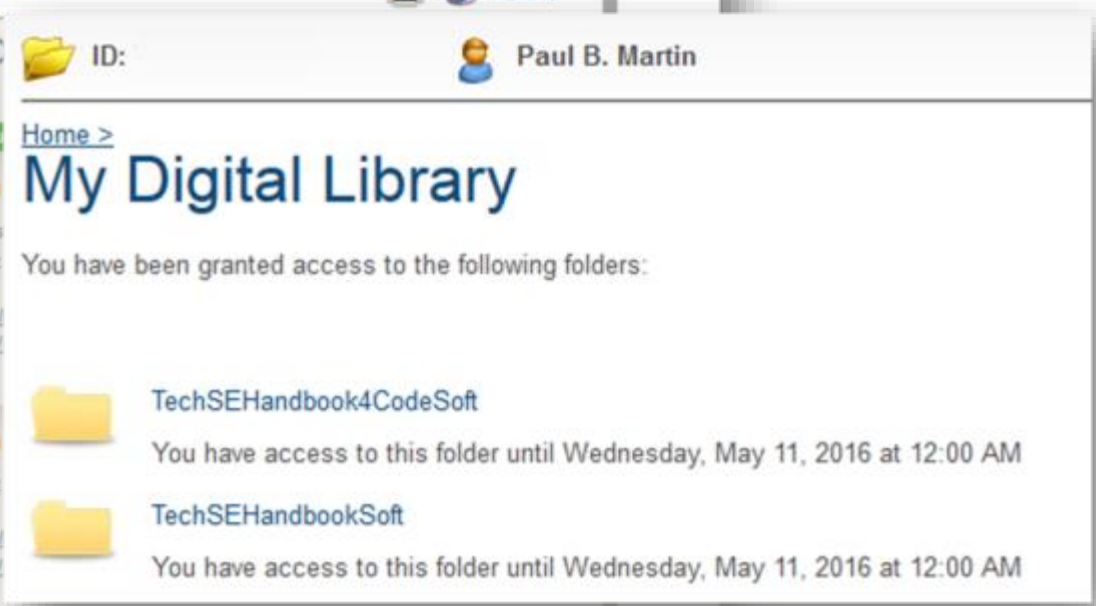 ID:
Paul B. Martin
Home >
My Digital Library
You have been granted access to the following folders:
TechSEHandbook4CodeSoft
You have access to this folder until Wednesday, May 11, 2016 at 12:00 AM
TechSEHandbookSoft
You have access to this folder until Wednesday, May 11, 2016 at 12:00 AM